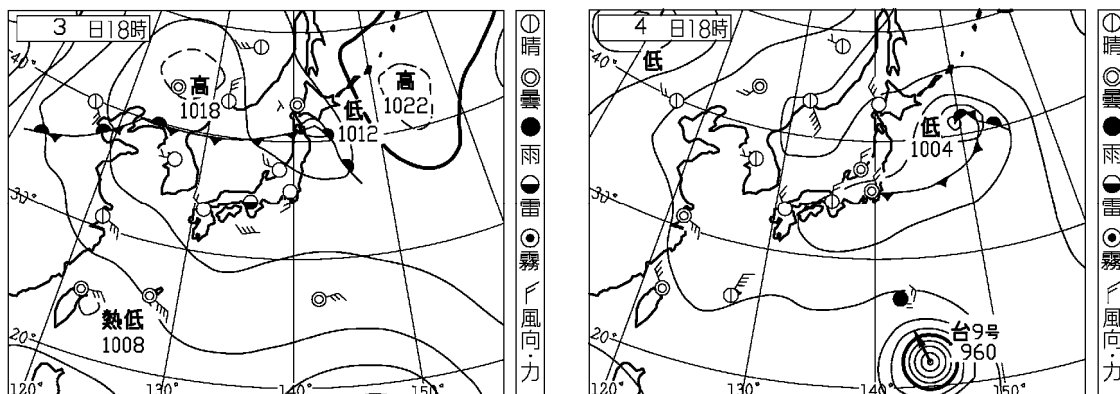 3 日18時
40°
高
1018
低
1012
高
1022
30°
熱低
1008
20°
120°
130°
140°
150°
晴
曇
雨
雷
霧
風向・力
4 日18時
低
40°
低
1004
30°
台9号
960
20°
120°
130°
140°
150°
晴
曇
雨
雷
霧
風向・力